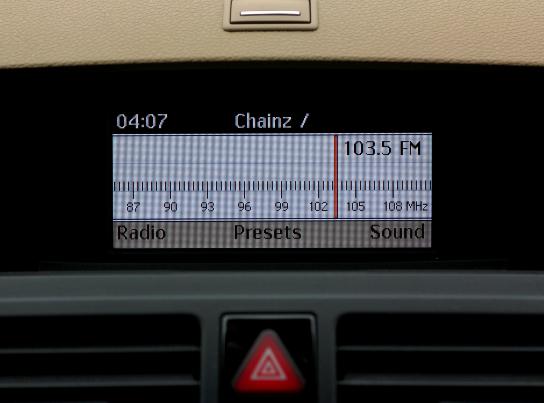 04:07 Chainz /
103.5 FM
87 90 93 96 99 102 105 108 MHz
Radio Presets Sound